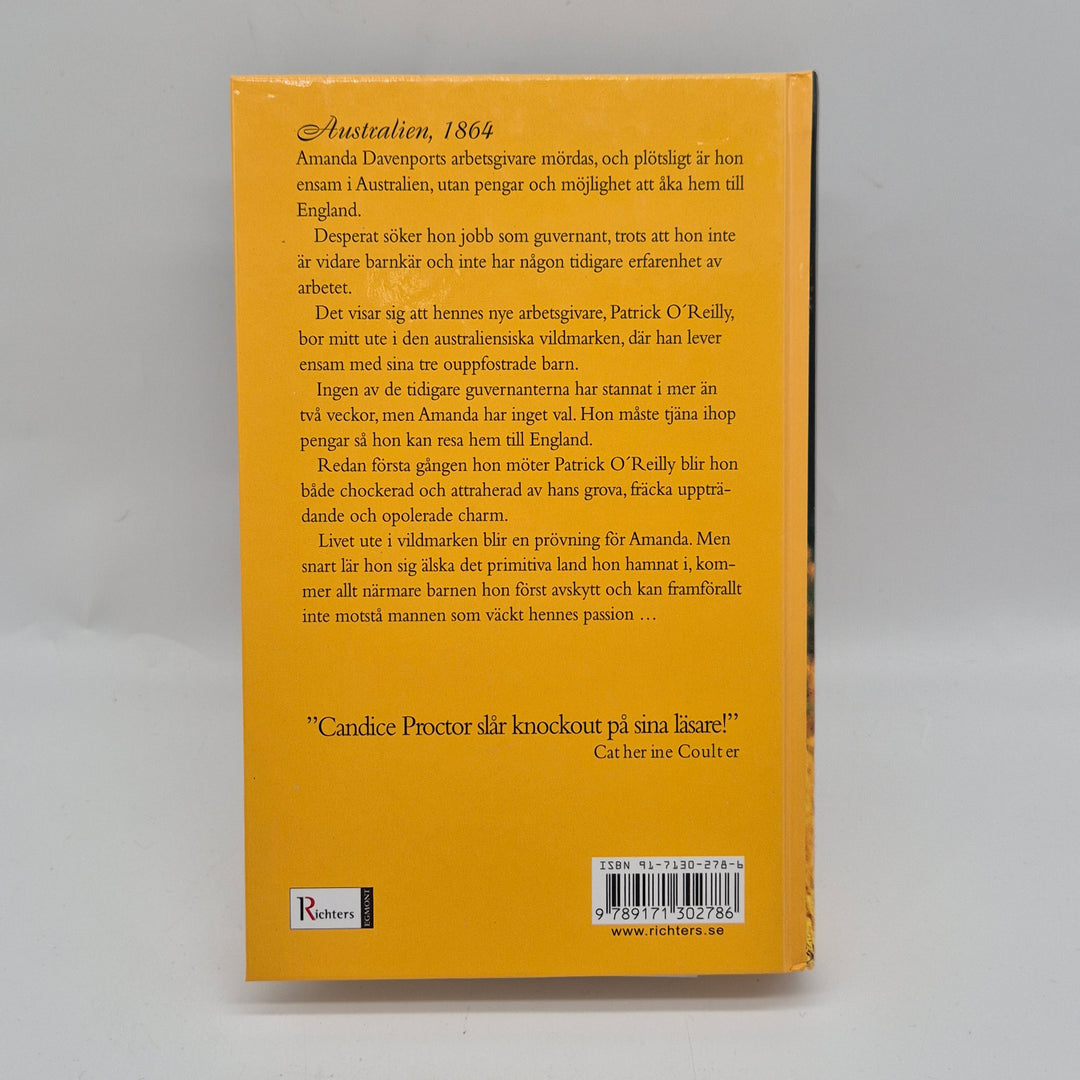 Australien, 1864
Amanda Davenports arbetsgivare mördas, och plötsligt är hon
ensam i Australien, utan pengar och möjlighet att åka hem till
England.
Desperat söker hon jobb som guvernant, trots att hon inte
är vidare barnkär och inte har någon tidigare erfarenhet av
arbetet.
Det visar sig att hennes nye arbetsgivare, Patrick O´Reilly,
bor mitt ute i den australiensiska vildmarken, där han lever
ensam med sina tre ouppfostrade barn.
Ingen av de tidigare guvernanterna har stannat i mer än
två veckor, men Amanda har inget val. Hon måste tjäna ihop
pengar så hon kan resa hem till England.
Redan första gången hon möter Patrick O´Reilly blir hon
både chockerad och attraherad av hans grova, fräcka uppträ-
dande och opolerade charm.
Livet ute i vildmarken blir en prövning för Amanda. Men
snart lär hon sig älska det primitiva land hon hamnat i, kom-
mer allt närmare barnen hon först avskytt och kan framförallt
inte motstå mannen som väckt hennes passion …
”Candice Proctor slår knockout på sina läsare!”
Catherine Coulter
ISBN 91-7130-278-6
9 789171 302786
www.richters.se
Richters
EGMONT